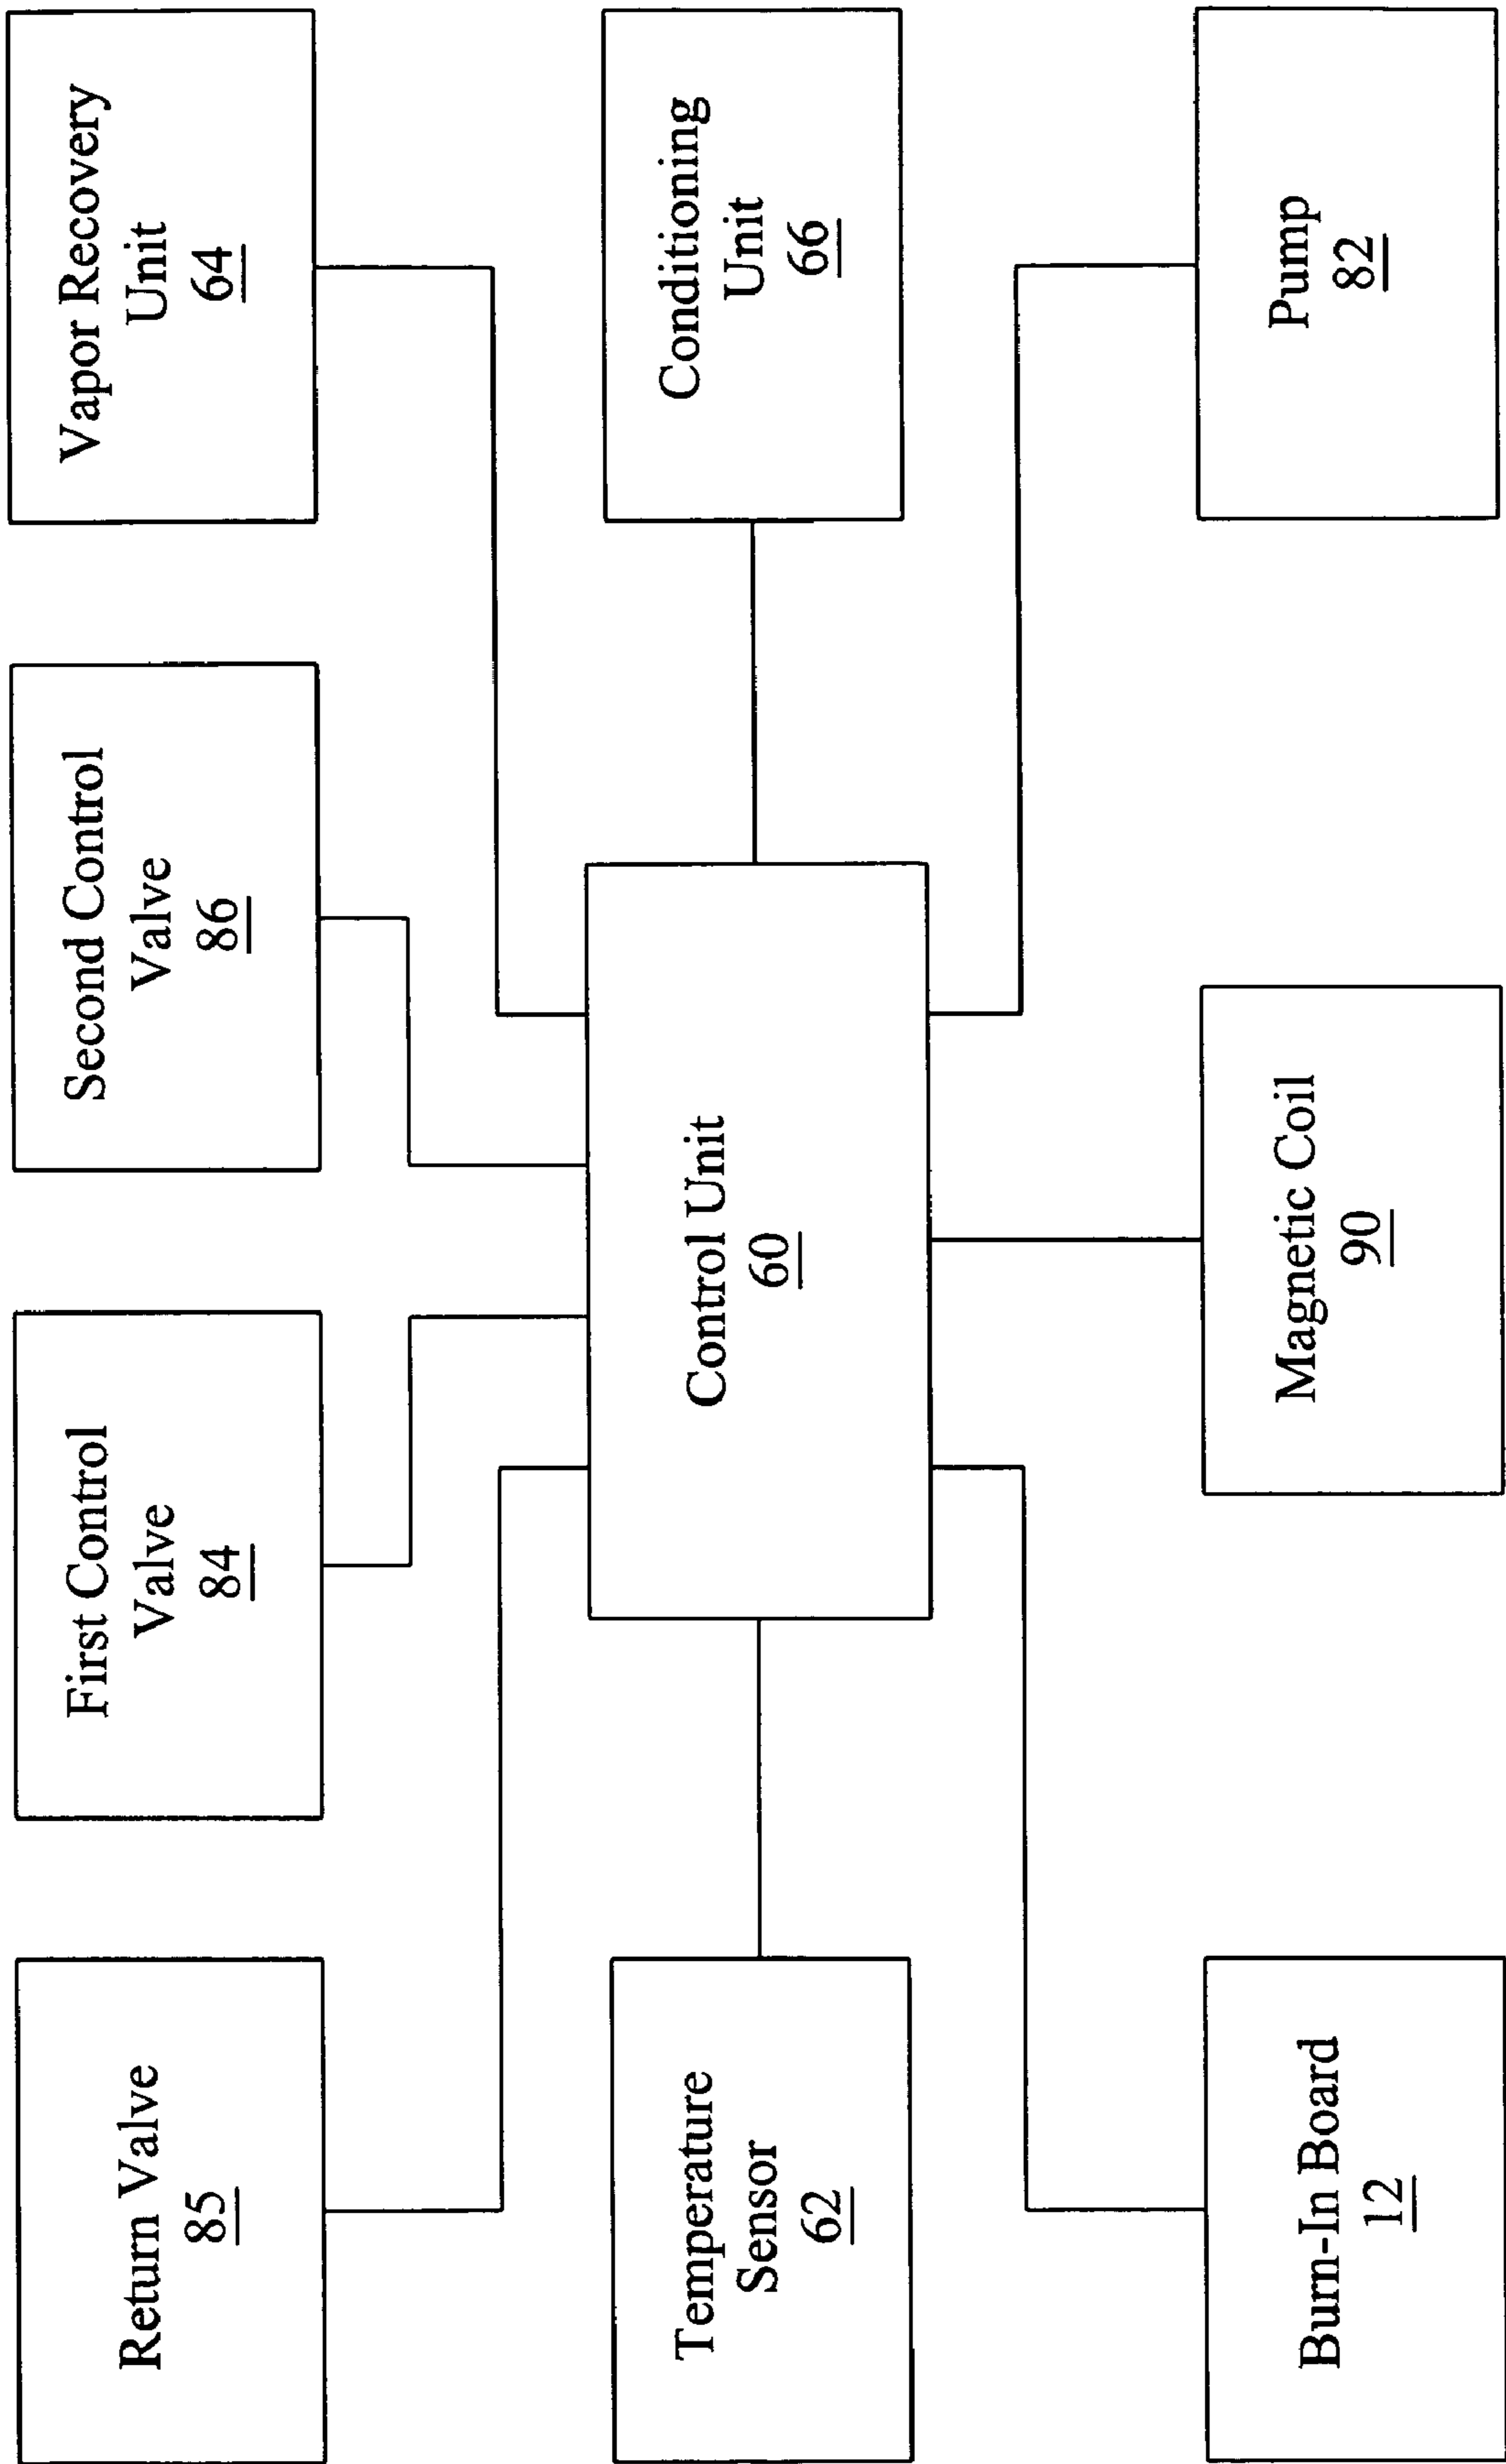 Return Valve
85
First Control
Valve
84
Second Control
Valve
86
Vapor Recovery
Unit
64
Temperature
Sensor
62
Control Unit
60
Conditioning
Unit
66
Burn-In Board
12
Magnetic Coil
90
Pump
82